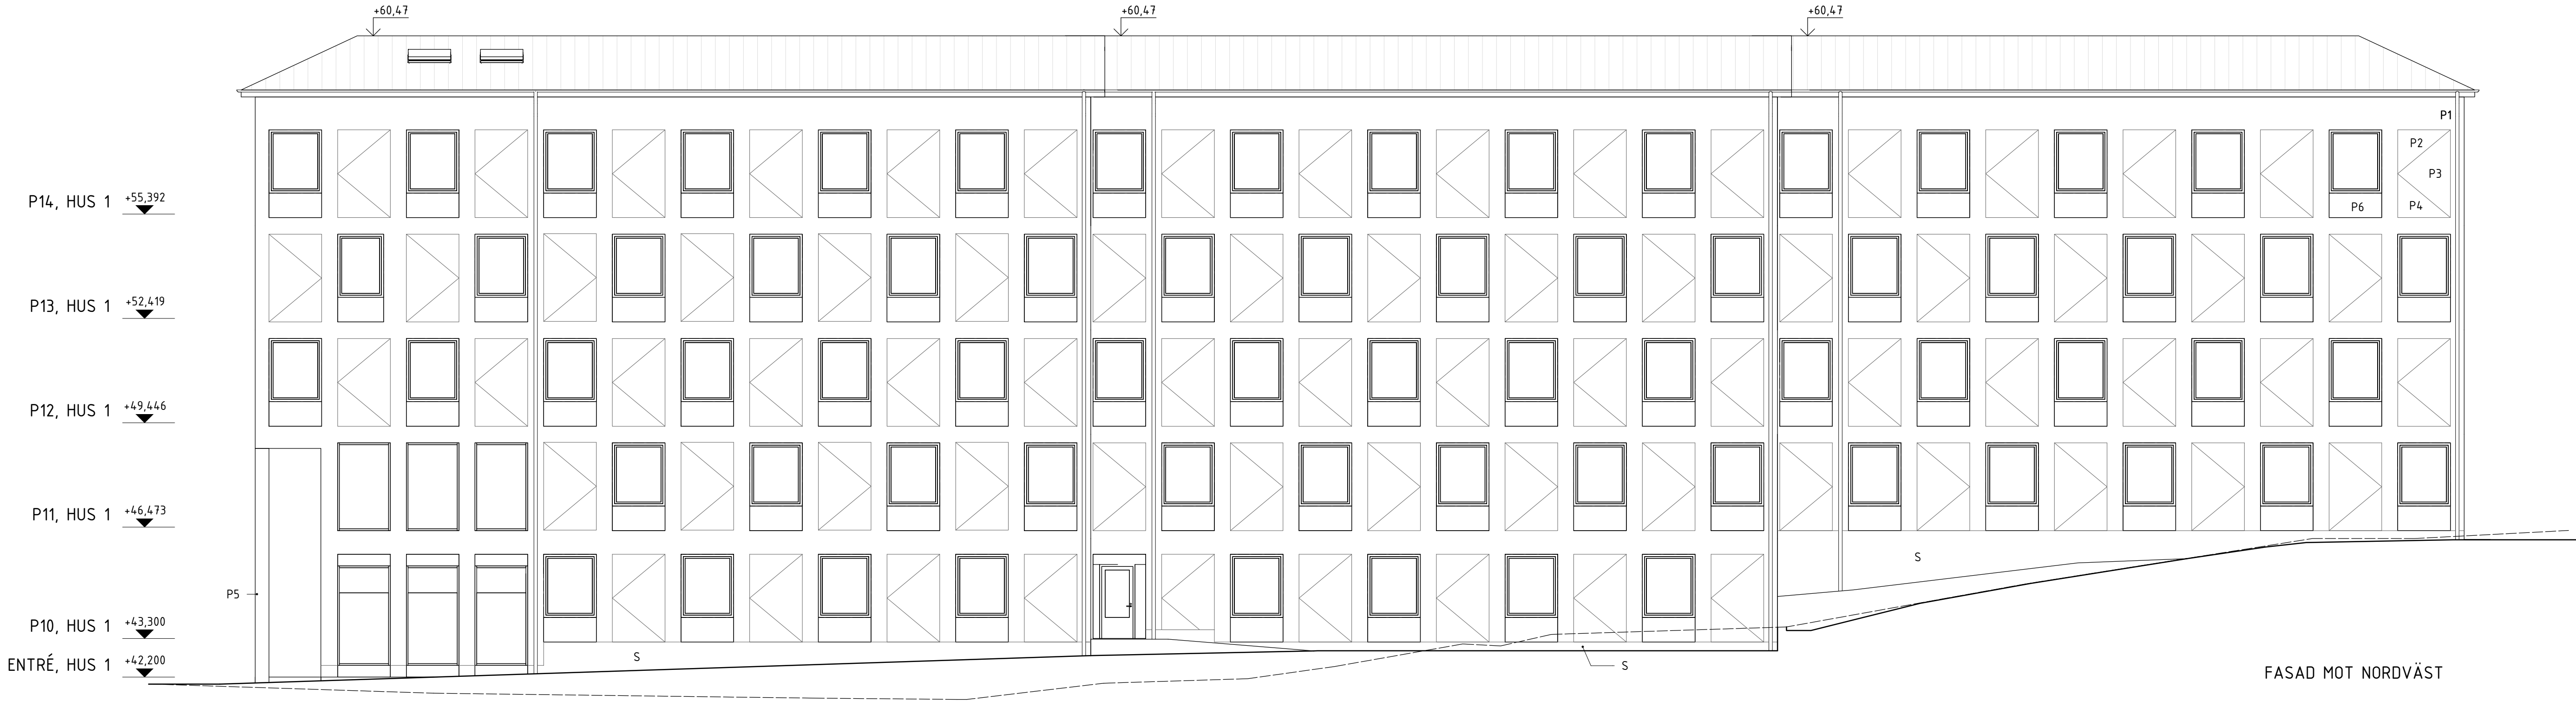 +60,47
+60,47
+60,47
P1
P2
P3
P14, HUS 1 +55,392
P6
P4
P13, HUS 1 +52,419
P12, HUS 1 +49,446
P11, HUS 1 +46,473
S
P5
P10, HUS 1 +43,300
S
ENTRÉ, HUS 1 +42,200
S
FASAD MOT NORDVÄST